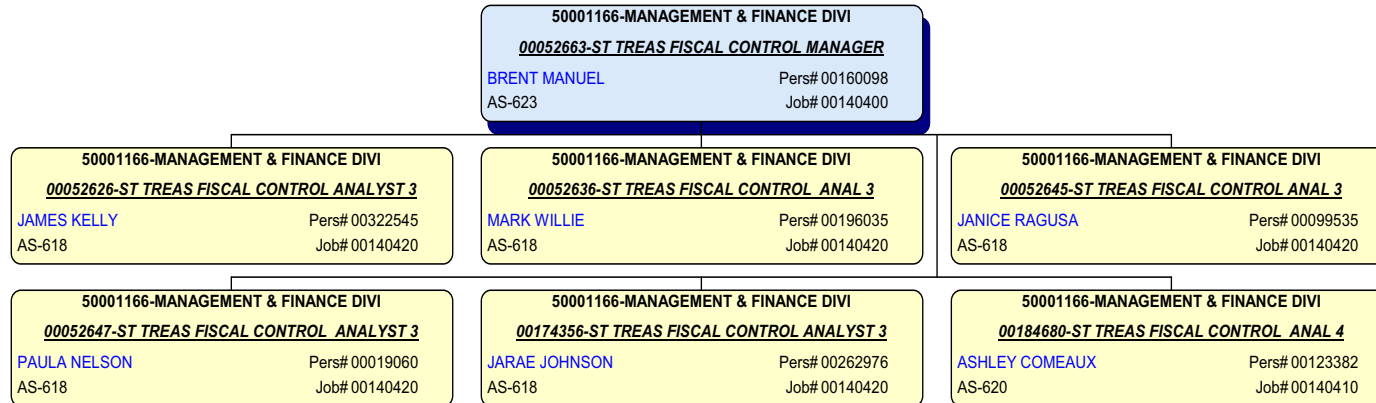 50001166-MANAGEMENT & FINANCE DIVI
00052663-ST TREAS FISCAL CONTROL MANAGER
BRENT MANUEL Pers# 00160098
AS-623 Job# 00140400
50001166-MANAGEMENT & FINANCE DIVI
00052626-ST TREAS FISCAL CONTROL ANALYST 3
JAMES KELLY Pers# 00322545
AS-618 Job# 00140420
50001166-MANAGEMENT & FINANCE DIVI
00052636-ST TREAS FISCAL CONTROL ANAL 3
MARK WILLIE Pers# 00196035
AS-618 Job# 00140420
50001166-MANAGEMENT & FINANCE DIVI
00052645-ST TREAS FISCAL CONTROL ANAL 3
JANICE RAGUSA Pers# 00099535
AS-618 Job# 00140420
50001166-MANAGEMENT & FINANCE DIVI
00052647-ST TREAS FISCAL CONTROL ANALYST 3
PAULA NELSON Pers# 00019060
AS-618 Job# 00140420
50001166-MANAGEMENT & FINANCE DIVI
00174356-ST TREAS FISCAL CONTROL ANALYST 3
JARAE JOHNSON Pers# 00262976
AS-618 Job# 00140420
50001166-MANAGEMENT & FINANCE DIVI
00184680-ST TREAS FISCAL CONTROL ANAL 4
ASHLEY COMEAUX Pers# 00123382
AS-620 Job# 00140410